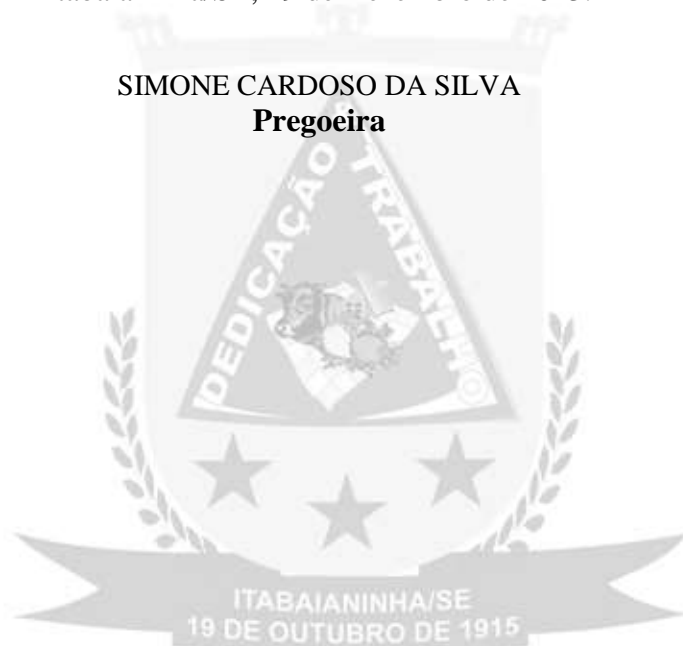 SIMONE CARDOSO DA SILVA
Pregoeira
DEDICAÇÃO TRABALHO
ITABAIANINHA/SE
19 DE OUTUBRO DE 1915